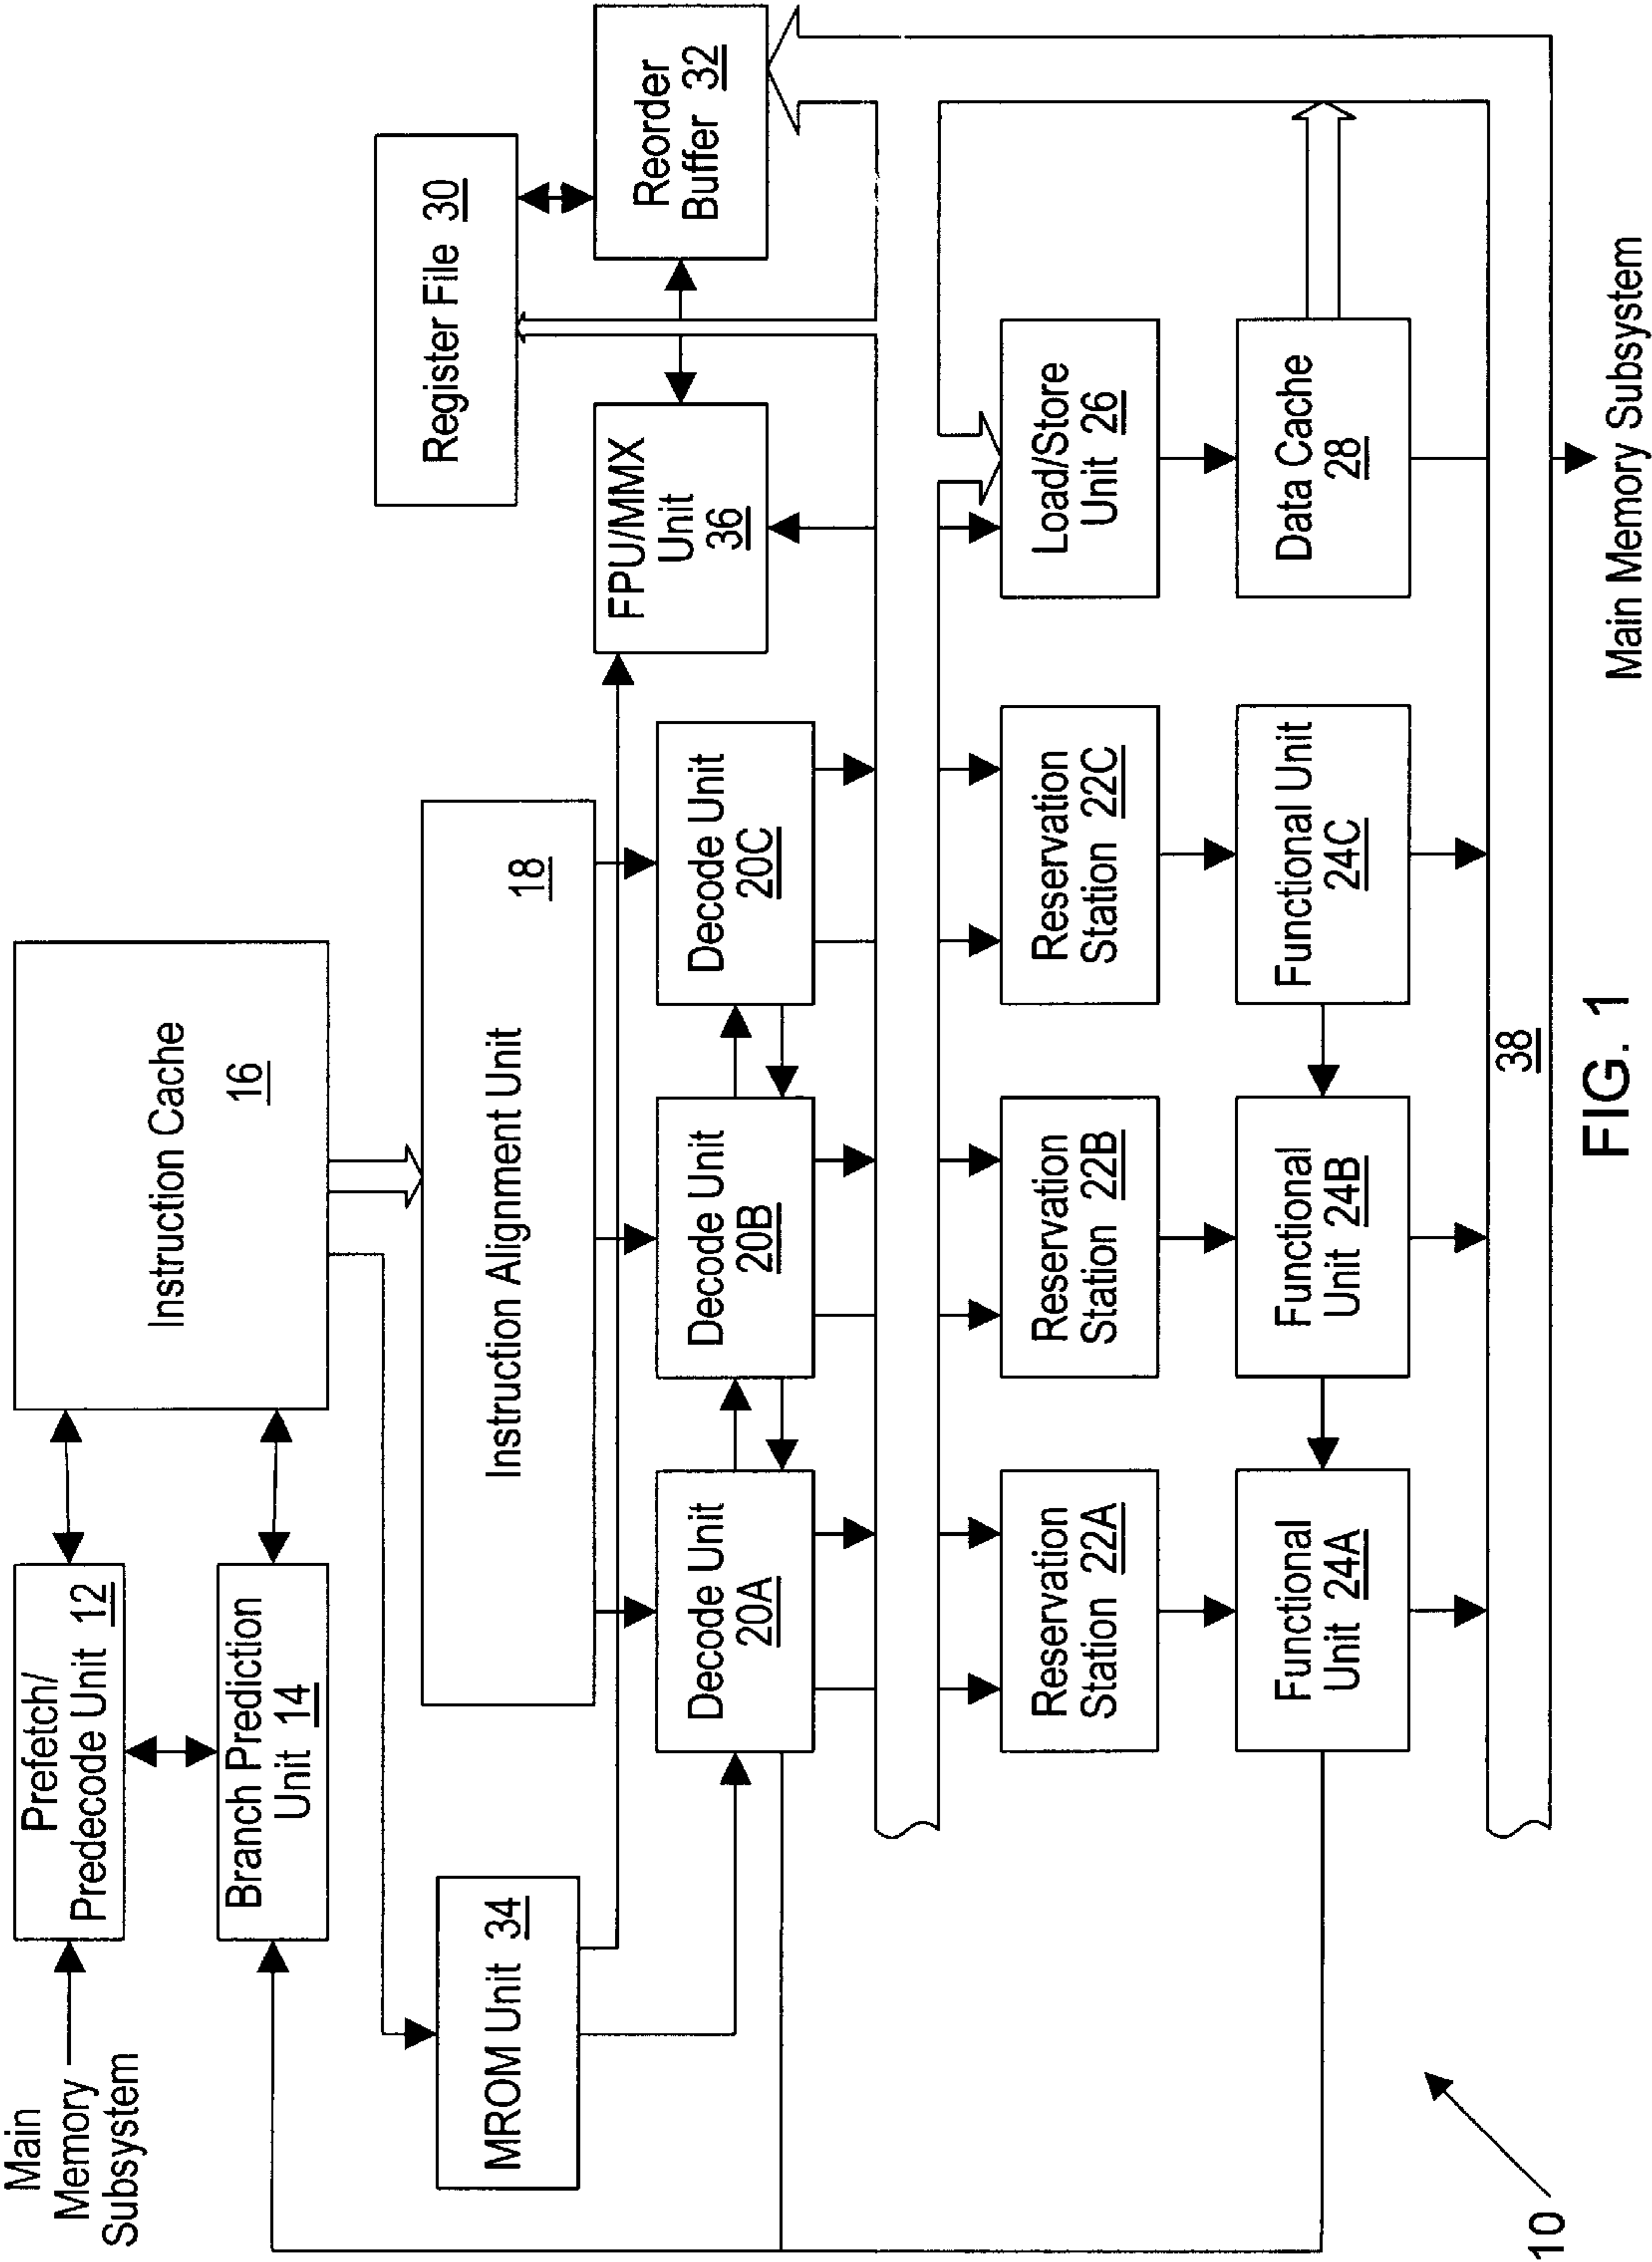 Main
Memory
Subsystem
Prefetch/
Predecode Unit 12
Branch Prediction
Unit 14
Instruction Cache
16
MROM Unit 34
Instruction Alignment Unit
18
Register File 30
FPU/MMX
Unit
36
Reorder
Buffer 32
Decode Unit
20A
Decode Unit
20B
Decode Unit
20C
Reservation
Station 22A
Reservation
Station 22B
Reservation
Station 22C
Load/Store
Unit 26
Functional
Unit 24A
Functional
Unit 24B
Functional Unit
24C
Data Cache
28
38
Main Memory Subsystem
10
FIG. 1